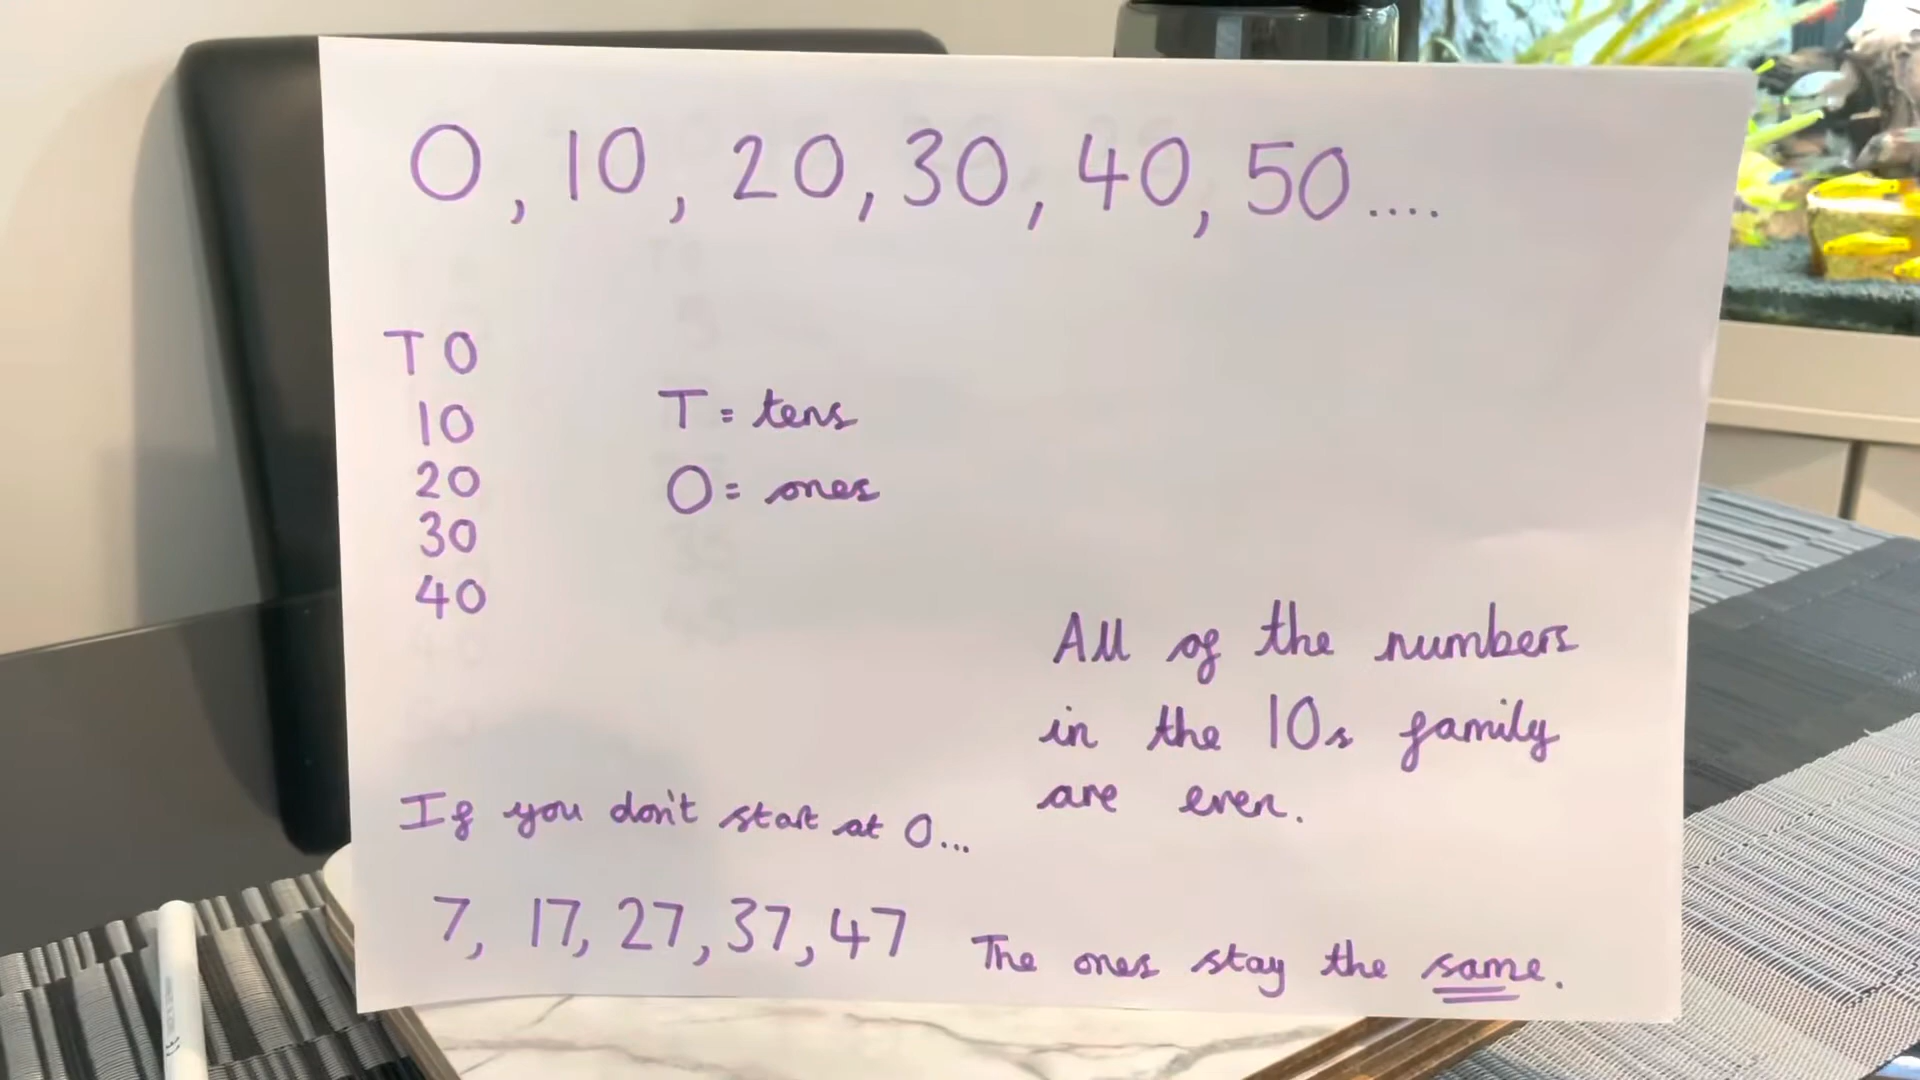 0, 10, 20, 30, 40, 50....
T O
10
20
30
40
T = tens
O = ones
All of the numbers
in the 10s family
are even.
If you don't start at 0...
7, 17, 27, 37, 47
The ones stay the same.